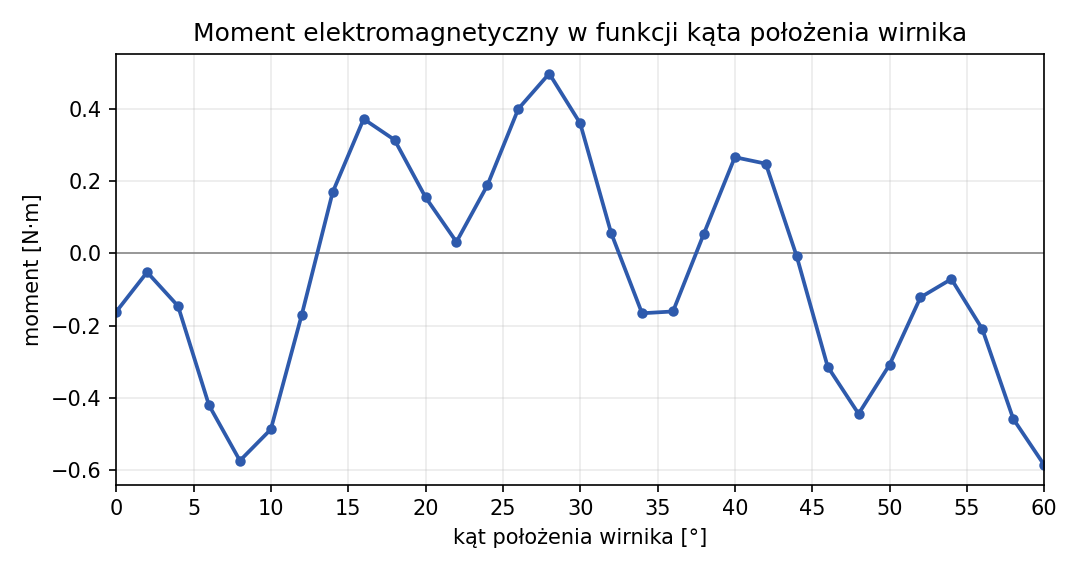 Moment elektromagnetyczny w funkcji kąta położenia wirnika
moment [N·m]
0.4
0.2
0.0
−0.2
−0.4
−0.6
0 5 10 15 20 25 30 35 40 45 50 55 60
kąt położenia wirnika [°]